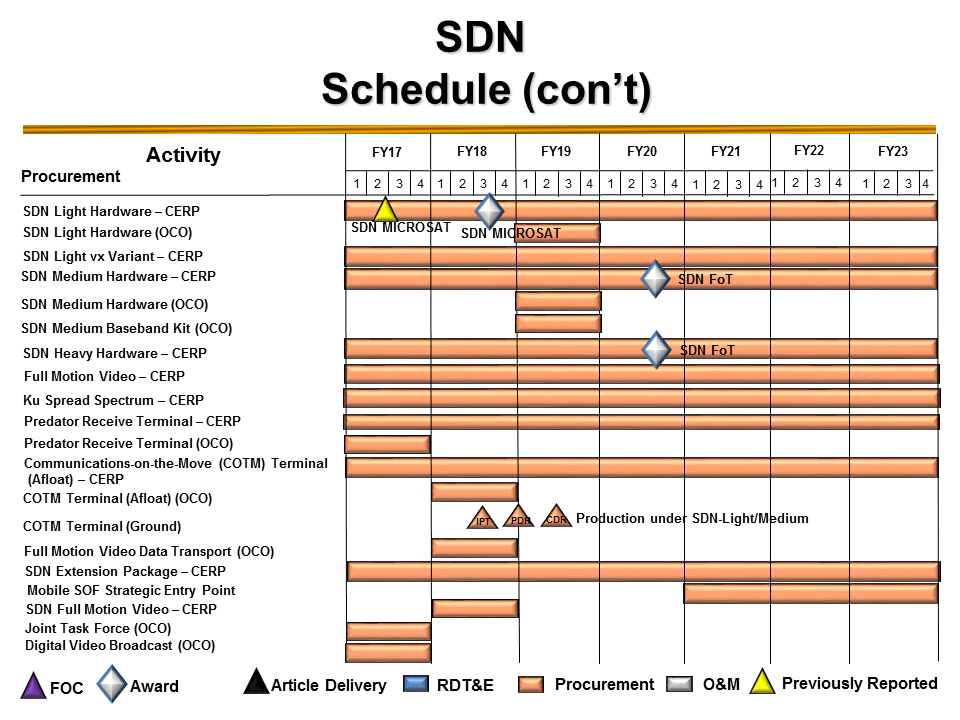 SDN
Schedule (con’t)
Activity
FY17 FY18 FY19 FY20 FY21 FY22 FY23
Procurement
1 2 3 4 1 2 3 4 1 2 3 4 1 2 3 4 1 2 3 4 1 2 3 4 1 2 3 4
SDN Light Hardware – CERP
SDN MICROSAT
SDN Light Hardware (OCO)
SDN MICROSAT
SDN Light vx Variant – CERP
SDN Medium Hardware – CERP
SDN FoT
SDN Medium Hardware (OCO)
SDN Medium Baseband Kit (OCO)
SDN Heavy Hardware – CERP
SDN FoT
Full Motion Video – CERP
Ku Spread Spectrum – CERP
Predator Receive Terminal – CERP
Predator Receive Terminal (OCO)
Communications-on-the-Move (COTM) Terminal
(Afloat) – CERP
COTM Terminal (Afloat) (OCO)
COTM Terminal (Ground)
IPT PDR CDR Production under SDN-Light/Medium
Full Motion Video Data Transport (OCO)
SDN Extension Package – CERP
Mobile SOF Strategic Entry Point
SDN Full Motion Video – CERP
Joint Task Force (OCO)
Digital Video Broadcast (OCO)
FOC Award Article Delivery RDT&E Procurement O&M Previously Reported